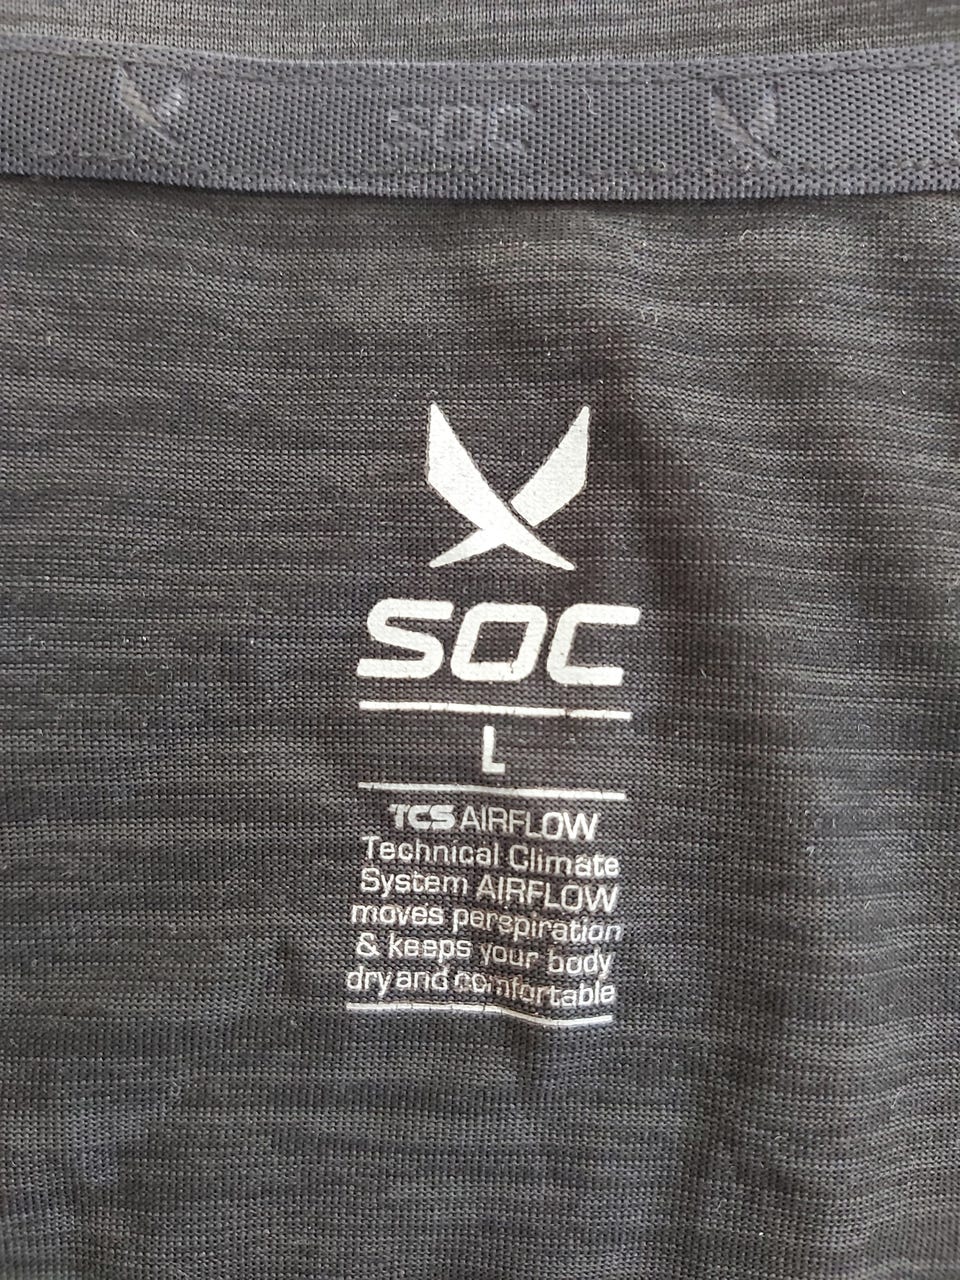 SOC
SOC
L
TCS AIRFLOW
Technical Climate
System AIRFLOW
moves perspiration
& keeps your body
dry and comfortable